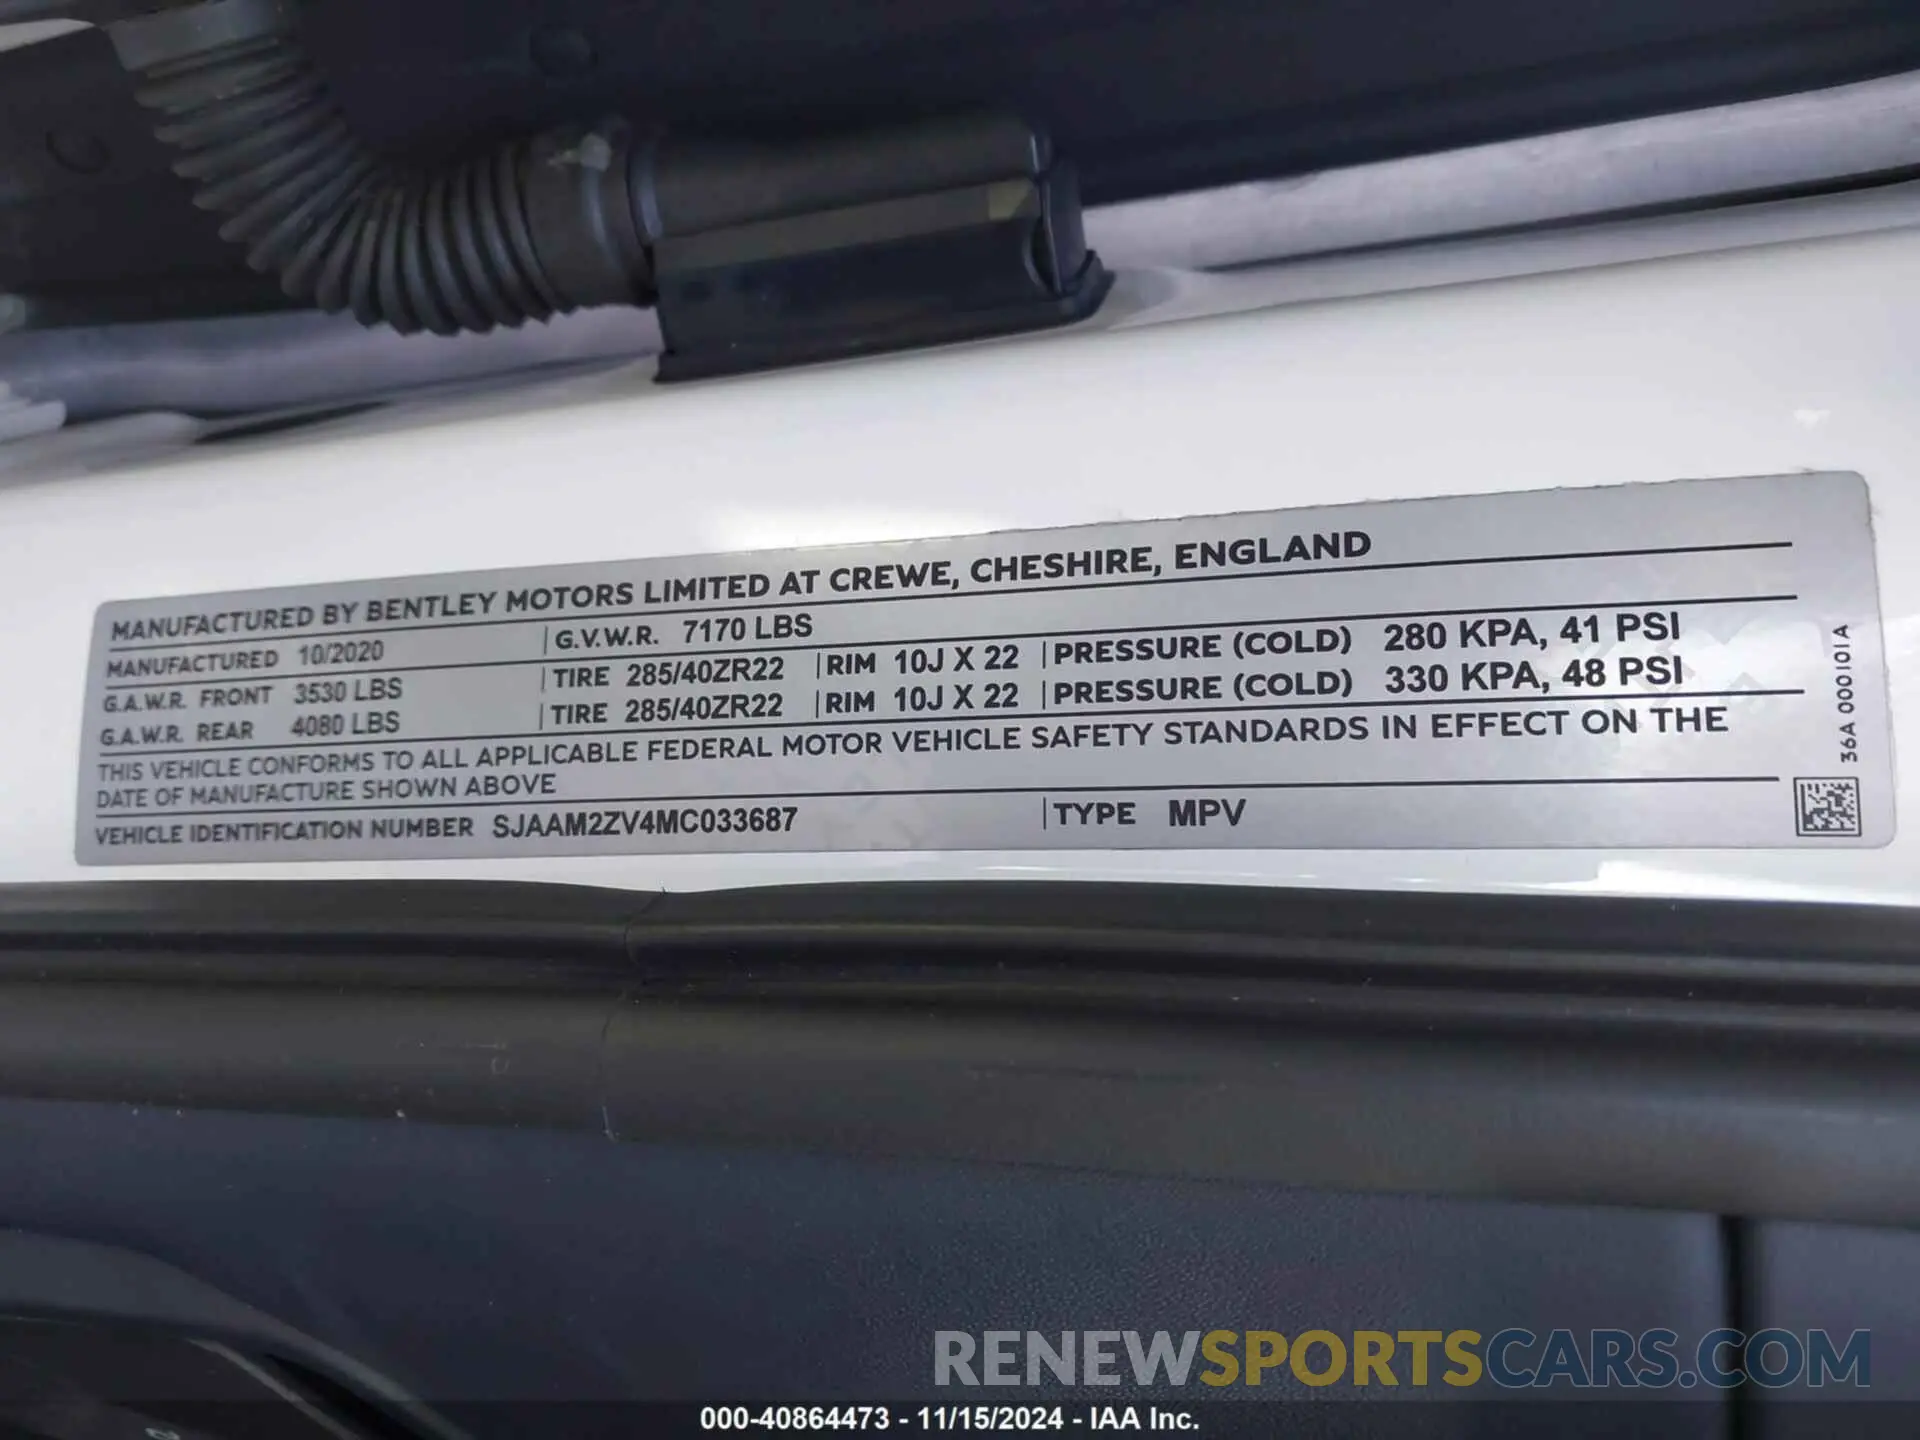 MANUFACTURED BY BENTLEY MOTORS LIMITED AT CREWE, CHESHIRE, ENGLAND
MANUFACTURED 10/2020 G.V.W.R. 7170 LBS
G.A.W.R. FRONT 3530 LBS TIRE 285/40ZR22 RIM 10J X 22 PRESSURE (COLD) 280 KPA, 41 PSI
G.A.W.R. REAR 4080 LBS TIRE 285/40ZR22 RIM 10J X 22 PRESSURE (COLD) 330 KPA, 48 PSI
THIS VEHICLE CONFORMS TO ALL APPLICABLE FEDERAL MOTOR VEHICLE SAFETY STANDARDS IN EFFECT ON THE
DATE OF MANUFACTURE SHOWN ABOVE
VEHICLE IDENTIFICATION NUMBER SJAAM2ZV4MC033687 TYPE MPV
36A 000101A
RENEWSPORTSCARS.COM
000-40864473 - 11/15/2024 - IAA Inc.